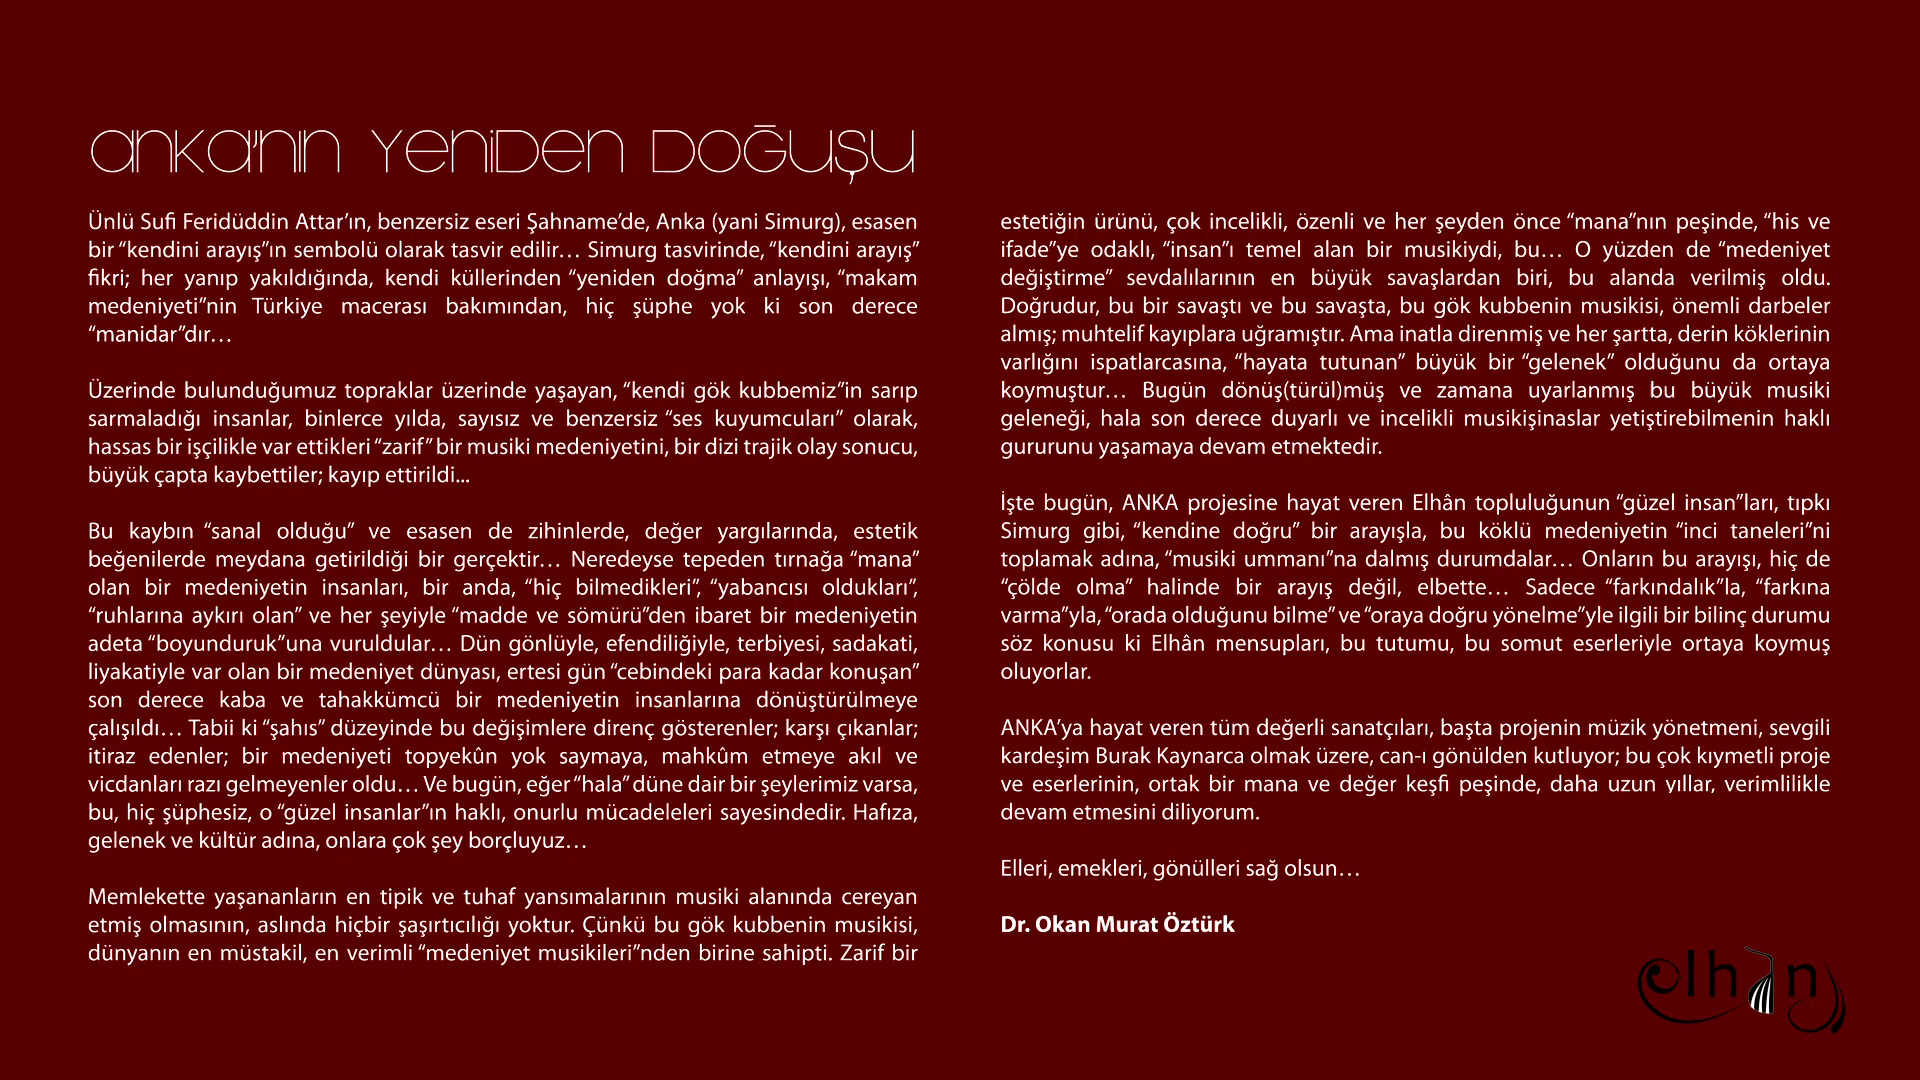 anka'nın yeniden doğuşu
Ünlü Sufi Feridüddin Attar’ın, benzersiz eseri Şahname’de, Anka (yani Simurg), esasen
bir “kendini arayış”ın sembolü olarak tasvir edilir… Simurg tasvirinde, “kendini arayış”
fikri; her yanıp yakıldığında, kendi küllerinden “yeniden doğma” anlayışı, “makam
medeniyeti”nin Türkiye macerası bakımından, hiç şüphe yok ki son derece
“manidar”dır…
Üzerinde bulunduğumuz topraklar üzerinde yaşayan, “kendi gök kubbemiz”in sarıp
sarmaladığı insanlar, binlerce yılda, sayısız ve benzersiz “ses kuyumcuları” olarak,
hassas bir işçilikle var ettikleri “zarif” bir musiki medeniyetini, bir dizi trajik olay sonucu,
büyük çapta kaybettiler; kayıp ettirildi...
Bu kaybın “sanal olduğu” ve esasen de zihinlerde, değer yargılarında, estetik
beğenilerde meydana getirildiği bir gerçektir… Neredeyse tepeden tırnağa “mana”
olan bir medeniyetin insanları, bir anda, “hiç bilmedikleri”, “yabancısı oldukları”,
“ruhlarına aykırı olan” ve her şeyiyle “madde ve sömürü”den ibaret bir medeniyetin
adeta “boyunduruk”una vuruldular… Dün gönlüyle, efendiliğiyle, terbiyesi, sadakati,
liyakatiyle var olan bir medeniyet dünyası, ertesi gün “cebindeki para kadar konuşan”
son derece kaba ve tahakkümcü bir medeniyetin insanlarına dönüştürülmeye
çalışıldı… Tabii ki “şahıs” düzeyinde bu değişimlere direnç gösterenler; karşı çıkanlar;
itiraz edenler; bir medeniyeti topyekûn yok saymaya, mahkûm etmeye akıl ve
vicdanları razı gelmeyenler oldu… Ve bugün, eğer “hala” düne dair bir şeylerimiz varsa,
bu, hiç şüphesiz, o “güzel insanlar”ın haklı, onurlu mücadeleleri sayesindedir. Hafıza,
gelenek ve kültür adına, onlara çok şey borçluyuz…
Memlekette yaşananların en tipik ve tuhaf yansımalarının musiki alanında cereyan
etmiş olmasının, aslında hiçbir şaşırtıcılığı yoktur. Çünkü bu gök kubbenin musikisi,
dünyanın en müstakil, en verimli “medeniyet musikileri”nden birine sahipti. Zarif bir
estetiğin ürünü, çok incelikli, özenli ve her şeyden önce “mana”nın peşinde, “his ve
ifade”ye odaklı, “insan”ı temel alan bir musikiydi, bu… O yüzden de “medeniyet
değiştirme” sevdalılarının en büyük savaşlardan biri, bu alanda verilmiş oldu.
Doğrudur, bu bir savaştı ve bu savaşta, bu gök kubbenin musikisi, önemli darbeler
almış; muhtelif kayıplara uğramıştır. Ama inatla direnmiş ve her şartta, derin köklerinin
varlığını ispatlarcasına, “hayata tutunan” büyük bir “gelenek” olduğunu da ortaya
koymuştur… Bugün dönüş(türül)müş ve zamana uyarlanmış bu büyük musiki
geleneği, hala son derece duyarlı ve incelikli musikişinaslar yetiştirebilmenin haklı
gururunu yaşamaya devam etmektedir.
İşte bugün, ANKA projesine hayat veren Elhân topluluğunun “güzel insan”ları, tıpkı
Simurg gibi, “kendine doğru” bir arayışla, bu köklü medeniyetin “inci taneleri”ni
toplamak adına, “musiki ummanı”na dalmış durumdalar… Onların bu arayışı, hiç de
“çölde olma” halinde bir arayış değil, elbette… Sadece “farkındalık”la, “farkına
varma”yla, “orada olduğunu bilme” ve “oraya doğru yönelme”yle ilgili bir bilinç durumu
söz konusu ki Elhân mensupları, bu tutumu, bu somut eserleriyle ortaya koymuş
oluyorlar.
ANKA’ya hayat veren tüm değerli sanatçıları, başta projenin müzik yönetmeni, sevgili
kardeşim Burak Kaynarca olmak üzere, can-ı gönülden kutluyor; bu çok kıymetli proje
ve eserlerinin, ortak bir mana ve değer keşfi peşinde, daha uzun yıllar, verimlilikle
devam etmesini diliyorum.
Elleri, emekleri, gönülleri sağ olsun…
Dr. Okan Murat Öztürk
elhân